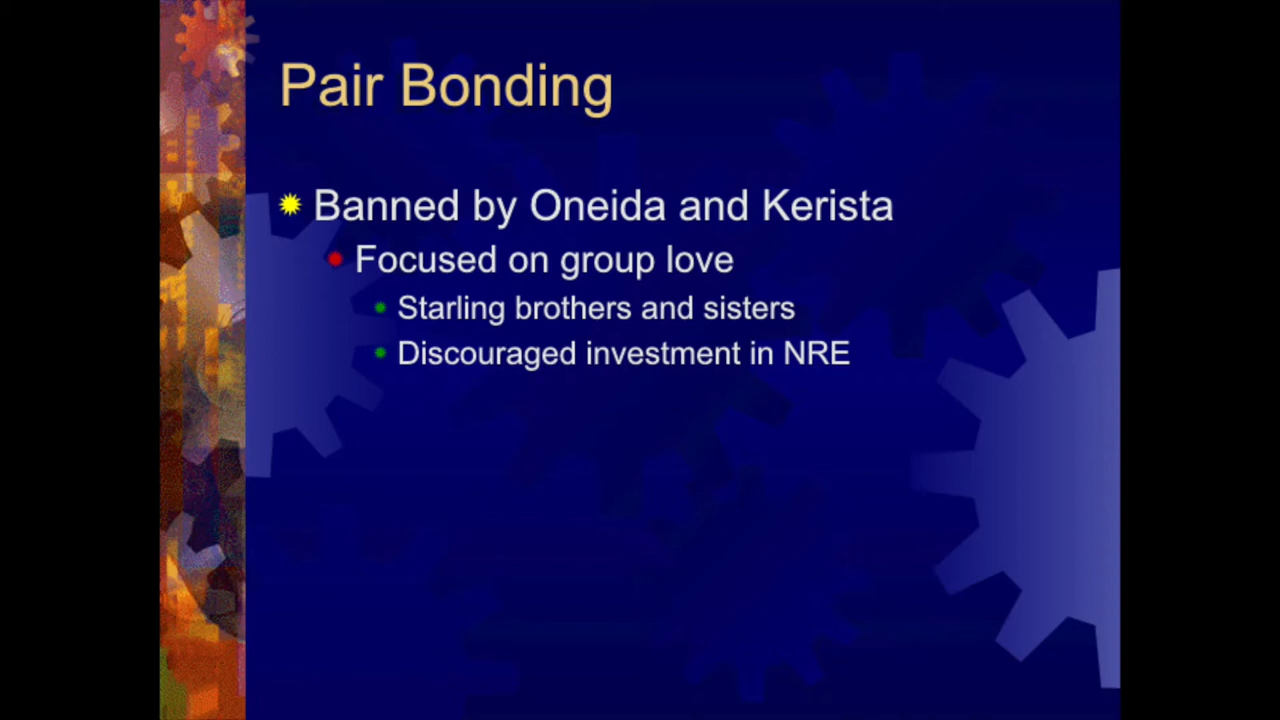 Pair Bonding
Banned by Oneida and Kerista
Focused on group love
Starling brothers and sisters
Discouraged investment in NRE